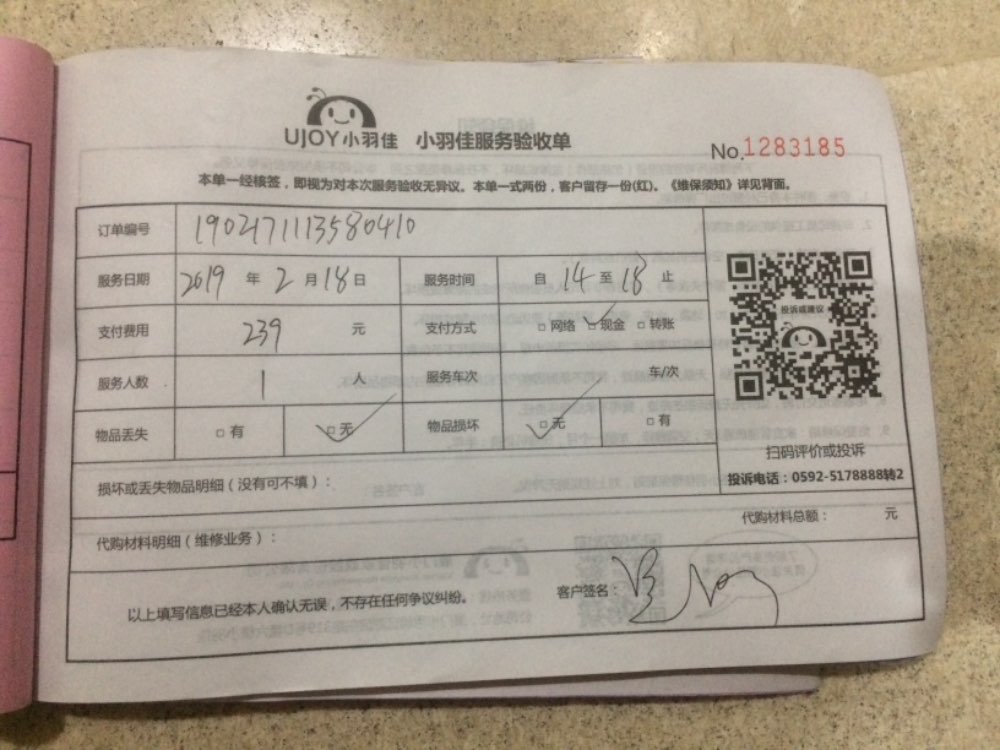 UJOY小羽佳 小羽佳服务验收单
No.1283185
本单一经核签，即视为对本次服务验收无异议。本单一式两份，客户留存一份(红)。《维保须知》详见背面。
订单编号 1902171113580410
服务日期 2019 年 2 月 18 日 服务时间 自 14 至 18 止
投诉或建议
支付费用 239 元 支付方式 □网络 □现金 □转账
服务人数 1 人 服务车次 车/次
物品丢失 □有 □无 物品损坏 □无 □有
扫码评价或投诉
投诉电话：0592-5178888转2
损坏或丢失物品明细（没有可不填）：
代购材料总额： 元
代购材料明细（维修业务）：
以上填写信息已经本人确认无误，不存在任何争议纠纷。 客户签名：